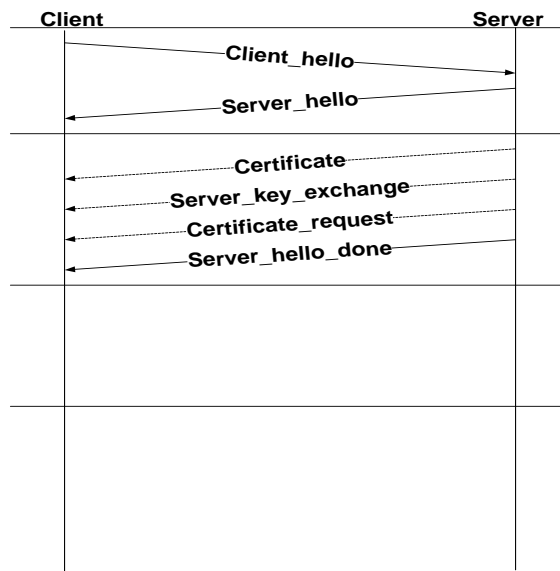 Client Server
Client_hello
Server_hello
Certificate
Server_key_exchange
Certificate_request
Server_hello_done